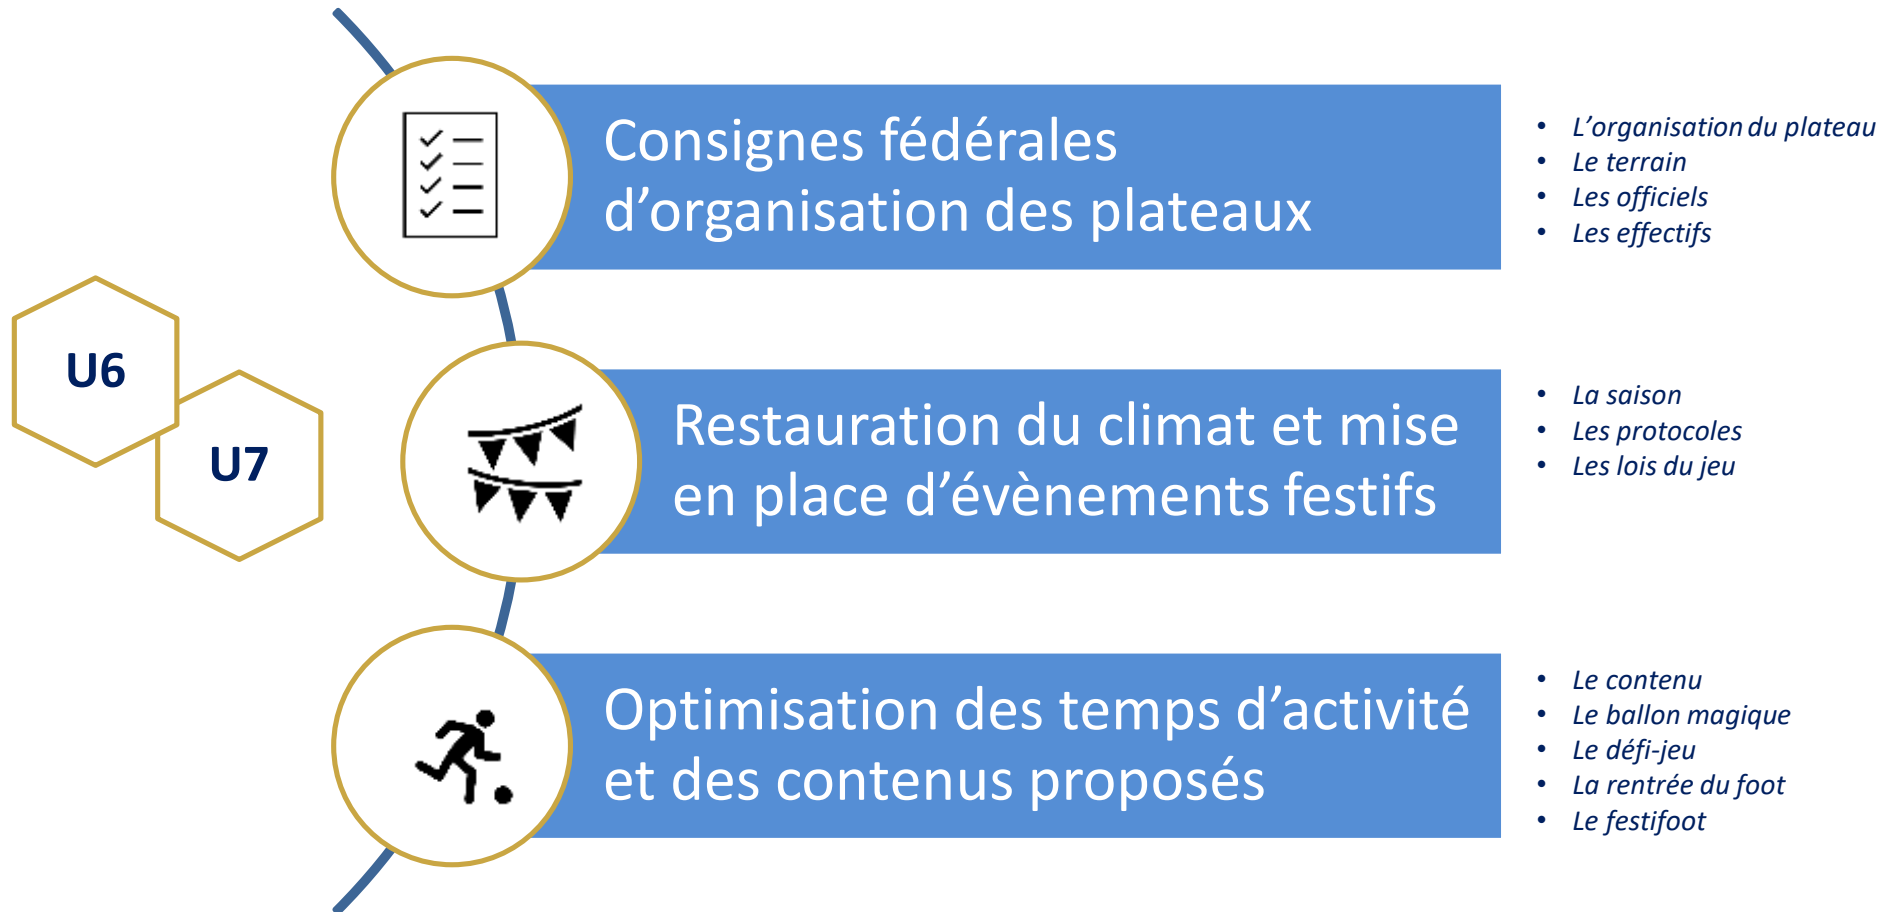 U6
U7
Consignes fédérales
d’organisation des plateaux
• L’organisation du plateau
• Le terrain
• Les officiels
• Les effectifs
Restauration du climat et mise
en place d’évènements festifs
• La saison
• Les protocoles
• Les lois du jeu
Optimisation des temps d’activité
et des contenus proposés
• Le contenu
• Le ballon magique
• Le défi-jeu
• La rentrée du foot
• Le festifoot